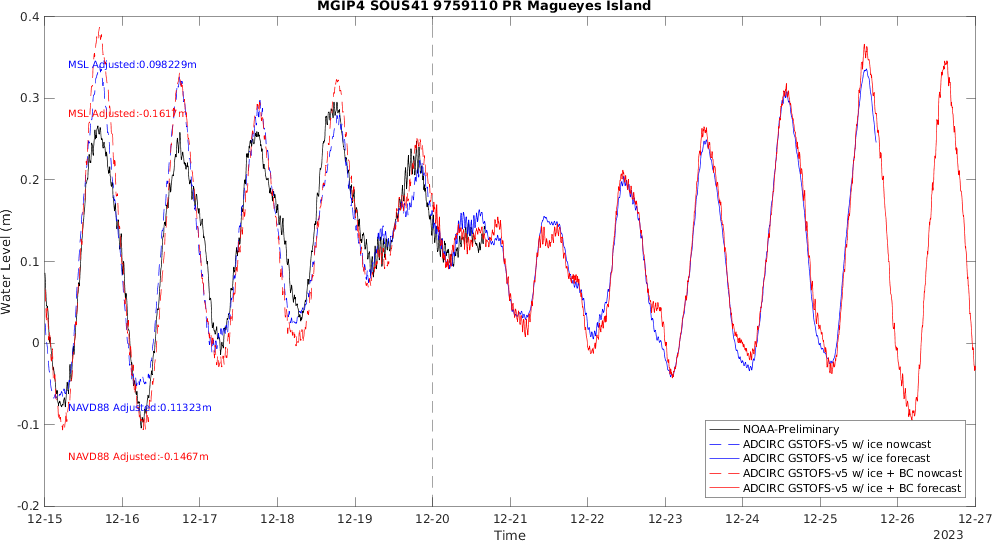 MGIP4 SOUS41 9759110 PR Magueyes Island
0.4
0.3
0.2
0.1
0
-0.1
-0.2
Water Level (m)
MSL Adjusted:0.098229m
MSL Adjusted:-0.1617m
NAVD88 Adjusted:0.11323m
NAVD88 Adjusted:-0.1467m
NOAA-Preliminary
ADCIRC GSTOFS-v5 w/ ice nowcast
ADCIRC GSTOFS-v5 w/ ice forecast
ADCIRC GSTOFS-v5 w/ ice + BC nowcast
ADCIRC GSTOFS-v5 w/ ice + BC forecast
12-15 12-16 12-17 12-18 12-19 12-20 12-21 12-22 12-23 12-24 12-25 12-26 12-27
Time
2023